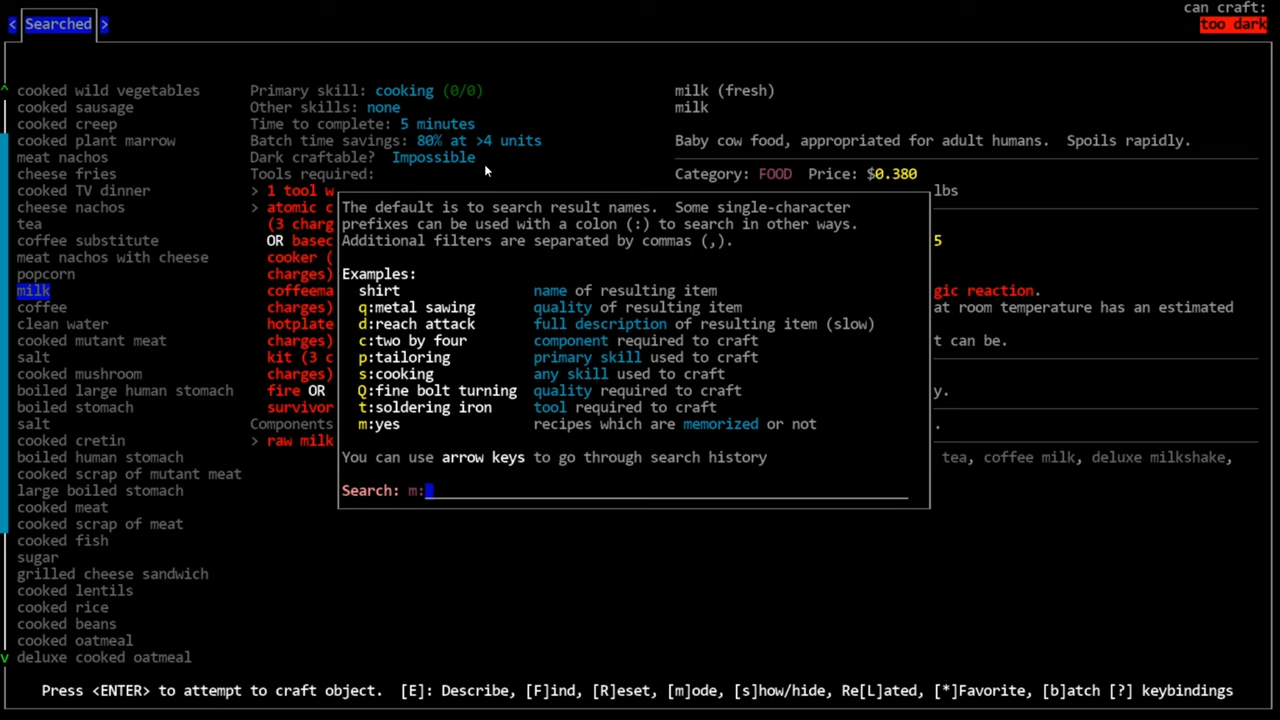 can craft:
< Searched >
too dark
^ cooked wild vegetables
cooked sausage
cooked creep
cooked plant marrow
meat nachos
cheese fries
cooked TV dinner
cheese nachos
tea
coffee substitute
meat nachos with cheese
popcorn
milk
coffee
clean water
cooked mutant meat
salt
cooked mushroom
boiled large human stomach
boiled stomach
salt
cooked cretin
boiled human stomach
cooked scrap of mutant meat
large boiled stomach
cooked meat
cooked scrap of meat
cooked fish
sugar
grilled cheese sandwich
cooked lentils
cooked rice
cooked beans
cooked oatmeal
v deluxe cooked oatmeal
Primary skill: cooking (0/0)
Other skills: none
Time to complete: 5 minutes
Batch time savings: 80% at >4 units
Dark craftable? Impossible
Tools required:
> 1 tool w
> atomic c
(3 charg
OR basec
cooker (
charges)
coffeema
charges)
hotplate
charges)
kit (3 c
charges)
fire OR
survivor
Components
> raw milk
milk (fresh)
milk
Baby cow food, appropriated for adult humans. Spoils rapidly.
Category: FOOD Price: $0.380
lbs
5
gic reaction.
at room temperature has an estimated
t can be.
y.
.
tea, coffee milk, deluxe milkshake,
The default is to search result names. Some single-character
prefixes can be used with a colon (:) to search in other ways.
Additional filters are separated by commas (,).
Examples:
shirt name of resulting item
q:metal sawing quality of resulting item
d:reach attack full description of resulting item (slow)
c:two by four component required to craft
p:tailoring primary skill used to craft
s:cooking any skill used to craft
Q:fine bolt turning quality required to craft
t:soldering iron tool required to craft
m:yes recipes which are memorized or not
You can use arrow keys to go through search history
Search: m:
Press <ENTER> to attempt to craft object. [E]: Describe, [F]ind, [R]eset, [m]ode, [s]how/hide, Re[L]ated, [*]Favorite, [b]atch [?] keybindings